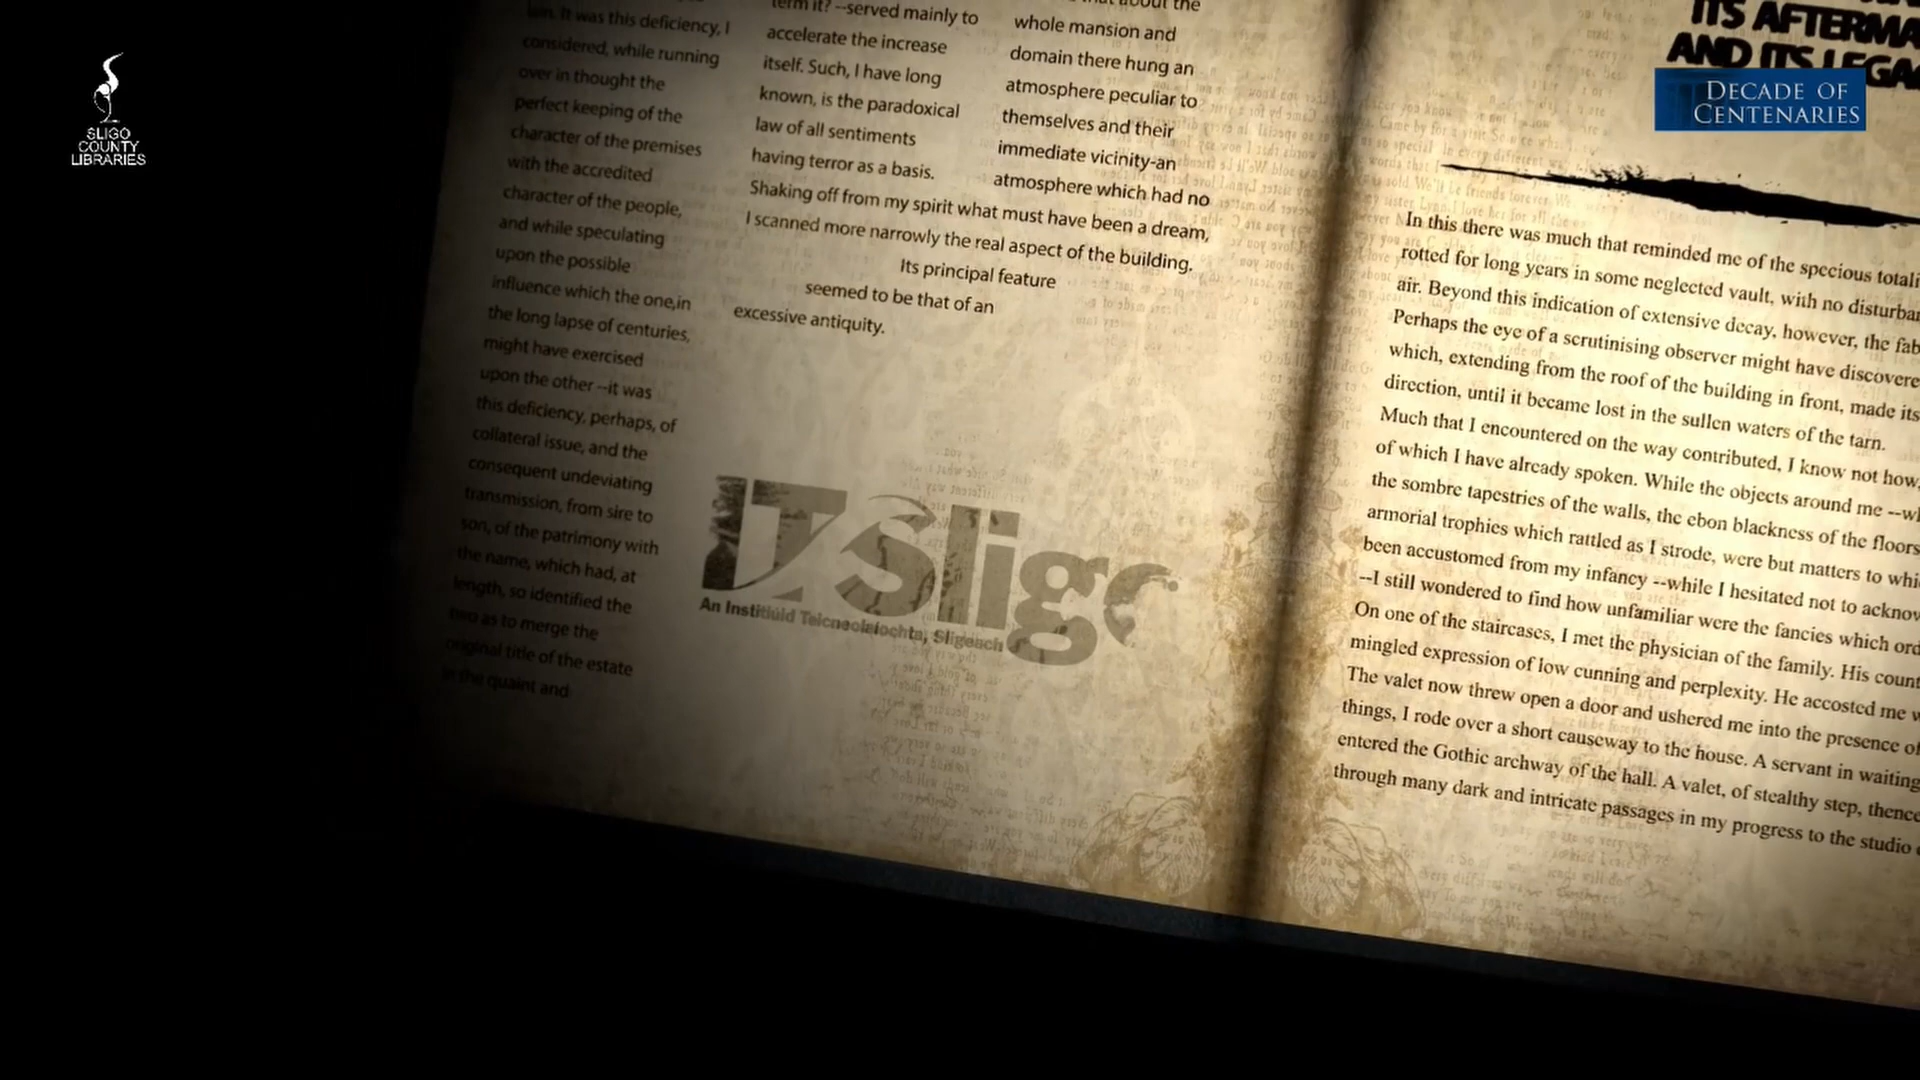 SLIGO
COUNTY
LIBRARIES
lain. It was this deficiency, I
considered, while running
over in thought the
perfect keeping of the
character of the premises
with the accredited
character of the people,
and while speculating
upon the possible
influence which the one,in
the long lapse of centuries,
might have exercised
upon the other --it was
this deficiency, perhaps, of
collateral issue, and the
consequent undeviating
transmission, from sire to
son, of the patrimony with
the name, which had, at
length, so identified the
two as to merge the
original title of the estate
in the quaint and
term it? --served mainly to
accelerate the increase
itself. Such, I have long
known, is the paradoxical
law of all sentiments
having terror as a basis.
that about the
whole mansion and
domain there hung an
atmosphere peculiar to
themselves and their
immediate vicinity-an
atmosphere which had no
Shaking off from my spirit what must have been a dream,
I scanned more narrowly the real aspect of the building.
Its principal feature
seemed to be that of an
excessive antiquity.
IT Sligo
An Institiúid Teicneolaíochta, Sligeach
ITS AFTERMA
AND ITS LEGA
DECADE OF
CENTENARIES
In this there was much that reminded me of the specious totali
rotted for long years in some neglected vault, with no disturba
air. Beyond this indication of extensive decay, however, the fab
Perhaps the eye of a scrutinising observer might have discovere
which, extending from the roof of the building in front, made its
direction, until it became lost in the sullen waters of the tarn.
Much that I encountered on the way contributed, I know not how,
of which I have already spoken. While the objects around me --wh
the sombre tapestries of the walls, the ebon blackness of the floors
armorial trophies which rattled as I strode, were but matters to whi
been accustomed from my infancy --while I hesitated not to acknow
--I still wondered to find how unfamiliar were the fancies which ord
On one of the staircases, I met the physician of the family. His count
mingled expression of low cunning and perplexity. He accosted me w
The valet now threw open a door and ushered me into the presence of
things, I rode over a short causeway to the house. A servant in waiting
entered the Gothic archway of the hall. A valet, of stealthy step, thence
through many dark and intricate passages in my progress to the studio